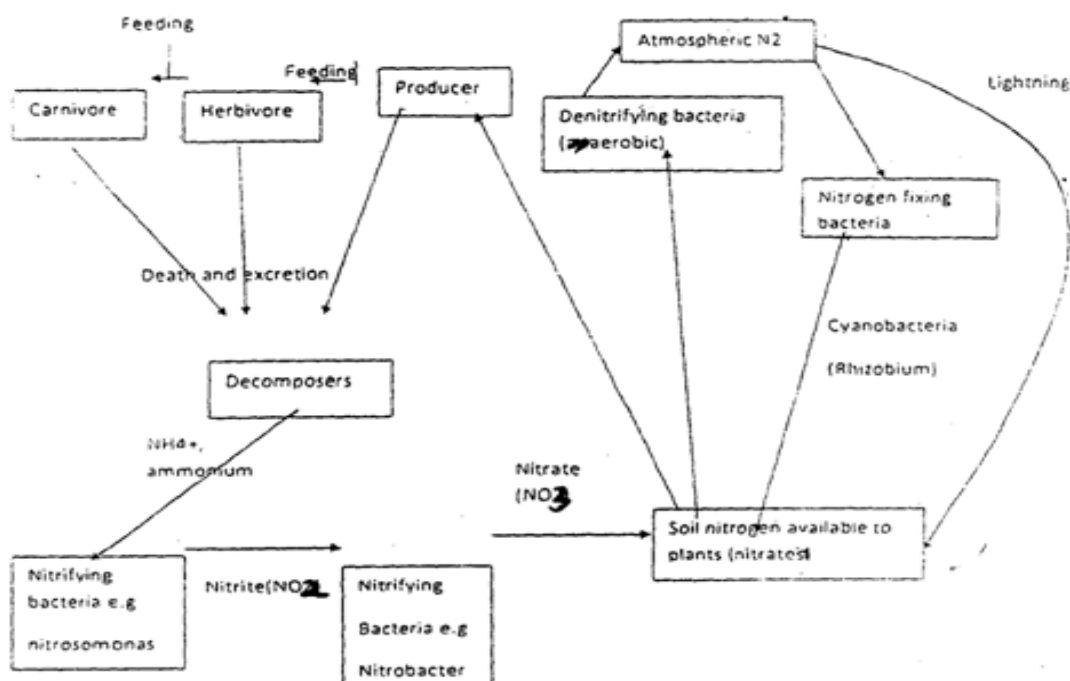 Feeding
Atmospheric N2
Feeding
Producer
Lightning
Carnivore
Herbivore
Denitrifying bacteria
(anaerobic)
Nitrogen fixing
bacteria
Death and excretion
Cyanobacteria
(Rhizobium)
Decomposers
NH4+,
ammomium
Nitrate
(NO3
Soil nitrogen available to
plants (nitrates)
Nitrifying
bacteria e.g
nitrosomonas
Nitrite(NO2
Nitrifying
Bacteria e.g
Nitrobacter